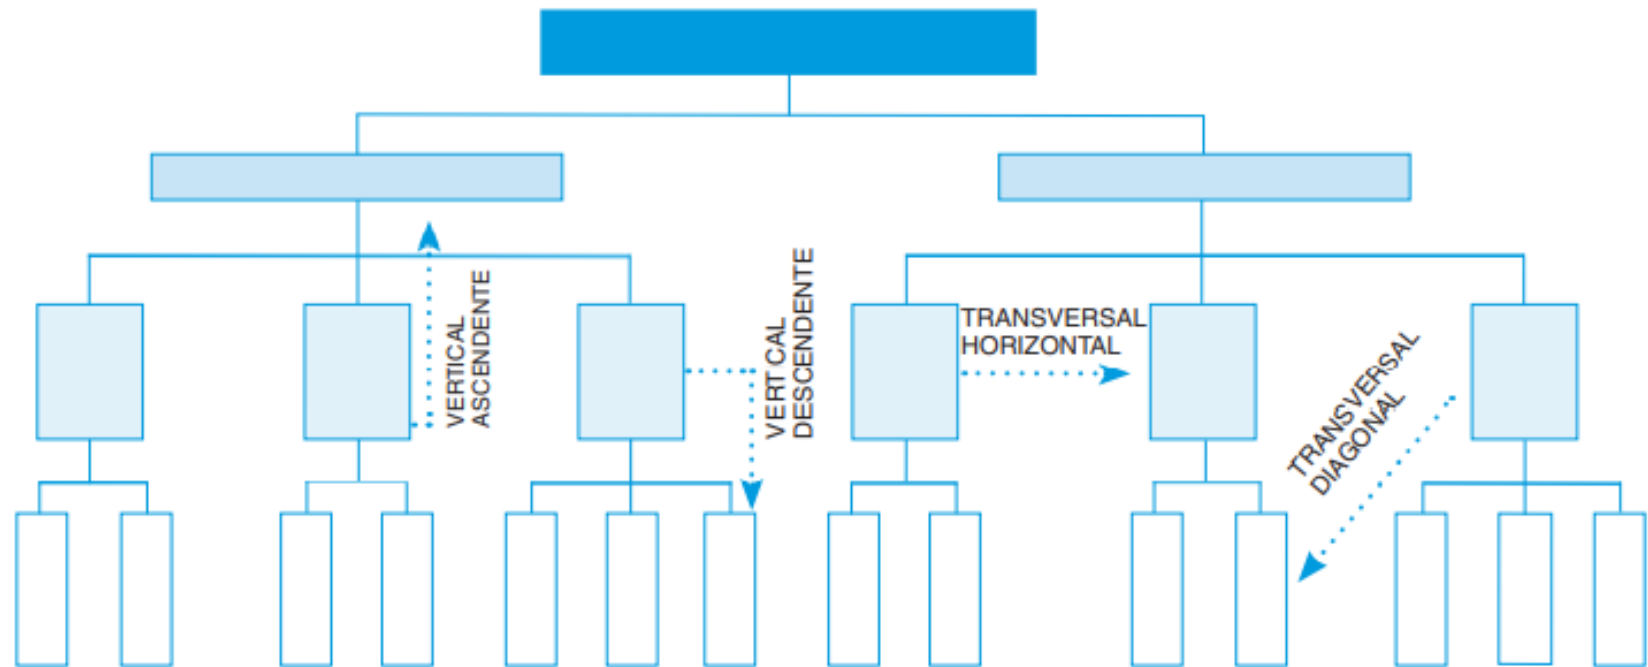 VERTICAL
ASCENDENTE
VERT CAL
DESCENDENTE
TRANSVERSAL
HORIZONTAL
TRANSVERSAL
DIAGONAL